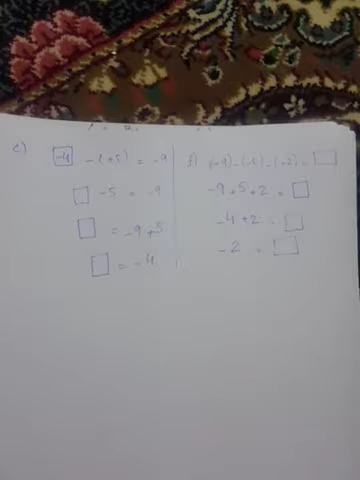 e)
-4 -(+5) = -9
□ -5 = -9
□ = -9+5
□ = -4
f) (-9)-(-5)-(-2) = □
-9+5+2 = □
-4+2 = □
-2 = □